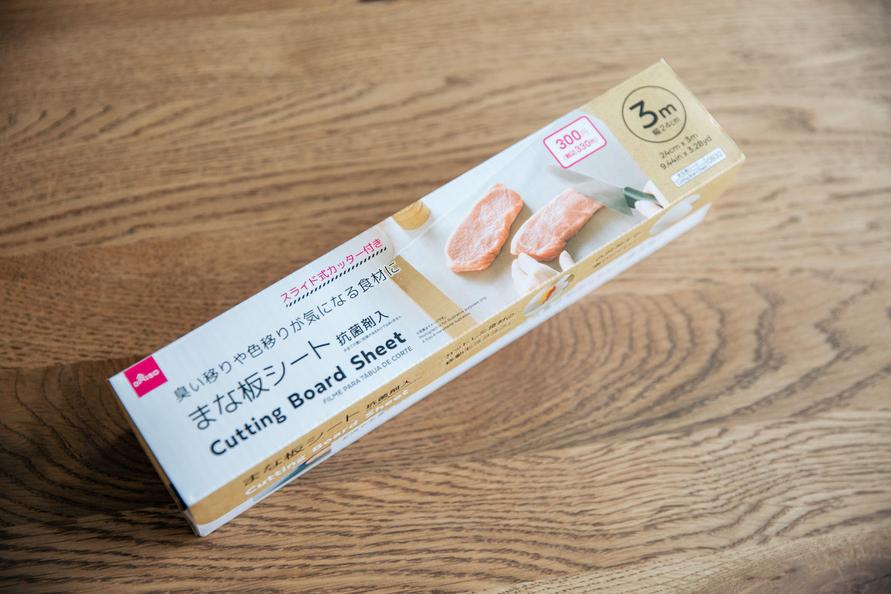 DAISO
スライド式カッター付き
臭い移りや色移りが気になる食材に
まな板シート 抗菌剤入
Cutting Board Sheet
FILME PARA TÁBUA DE CORTE
300円
(税込330円)
3m
幅24cm
24cm x 3m
9.44in x 3.28yd
まな板シート 抗菌剤入
Cutting Board Sheet